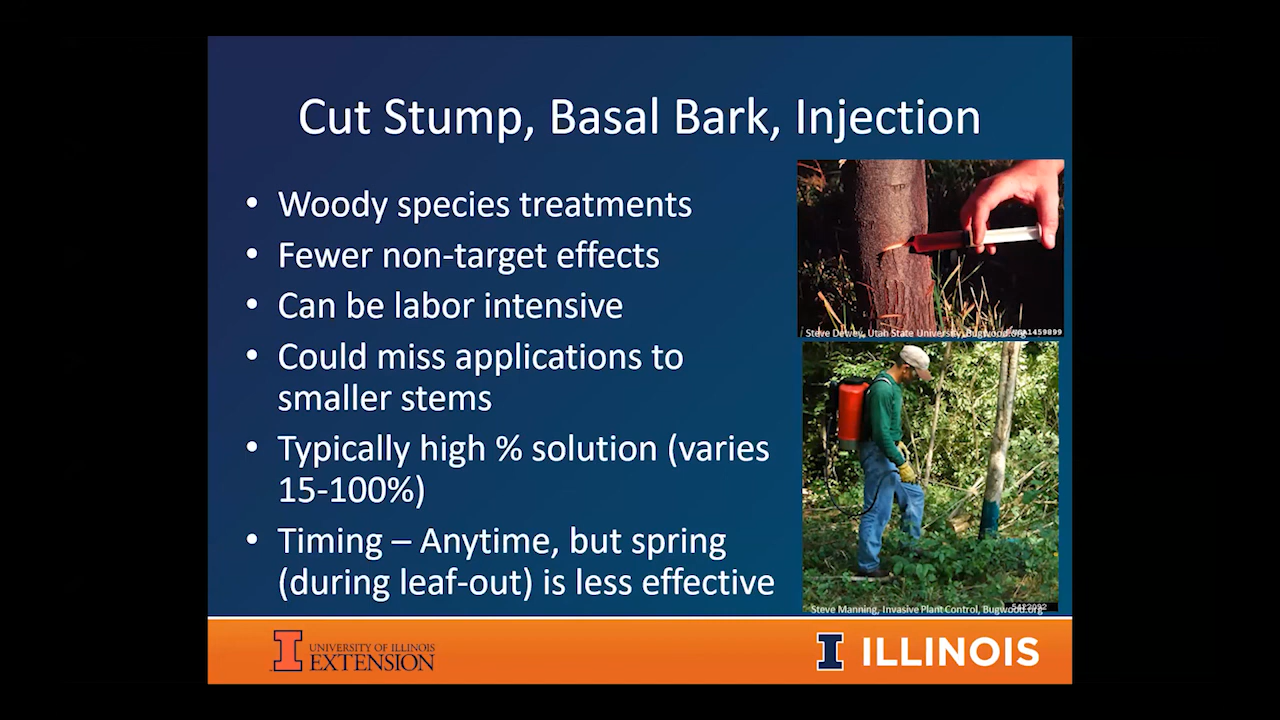 Cut Stump, Basal Bark, Injection
• Woody species treatments
• Fewer non-target effects
• Can be labor intensive
• Could miss applications to
smaller stems
• Typically high % solution (varies
15-100%)
• Timing – Anytime, but spring
(during leaf-out) is less effective
Steve Dewey, Utah State University, Bugwood.org
1459899
Steve Manning, Invasive Plant Control, Bugwood.org
5422092
I UNIVERSITY OF ILLINOIS
EXTENSION
I ILLINOIS